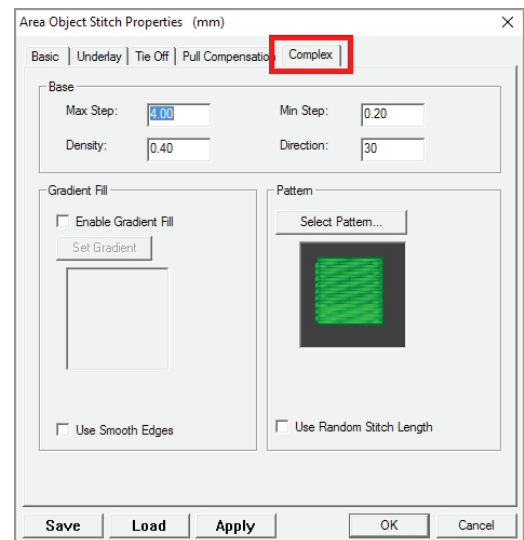 Area Object Stitch Properties (mm)
Basic Underlay Tie Off Pull Compensation Complex
Base
Max Step: 4.00 Min Step: 0.20
Density: 0.40 Direction: 30
Gradient Fill Pattern
Enable Gradient Fill Select Pattern...
Set Gradient
Use Smooth Edges Use Random Stitch Length
Save Load Apply OK Cancel